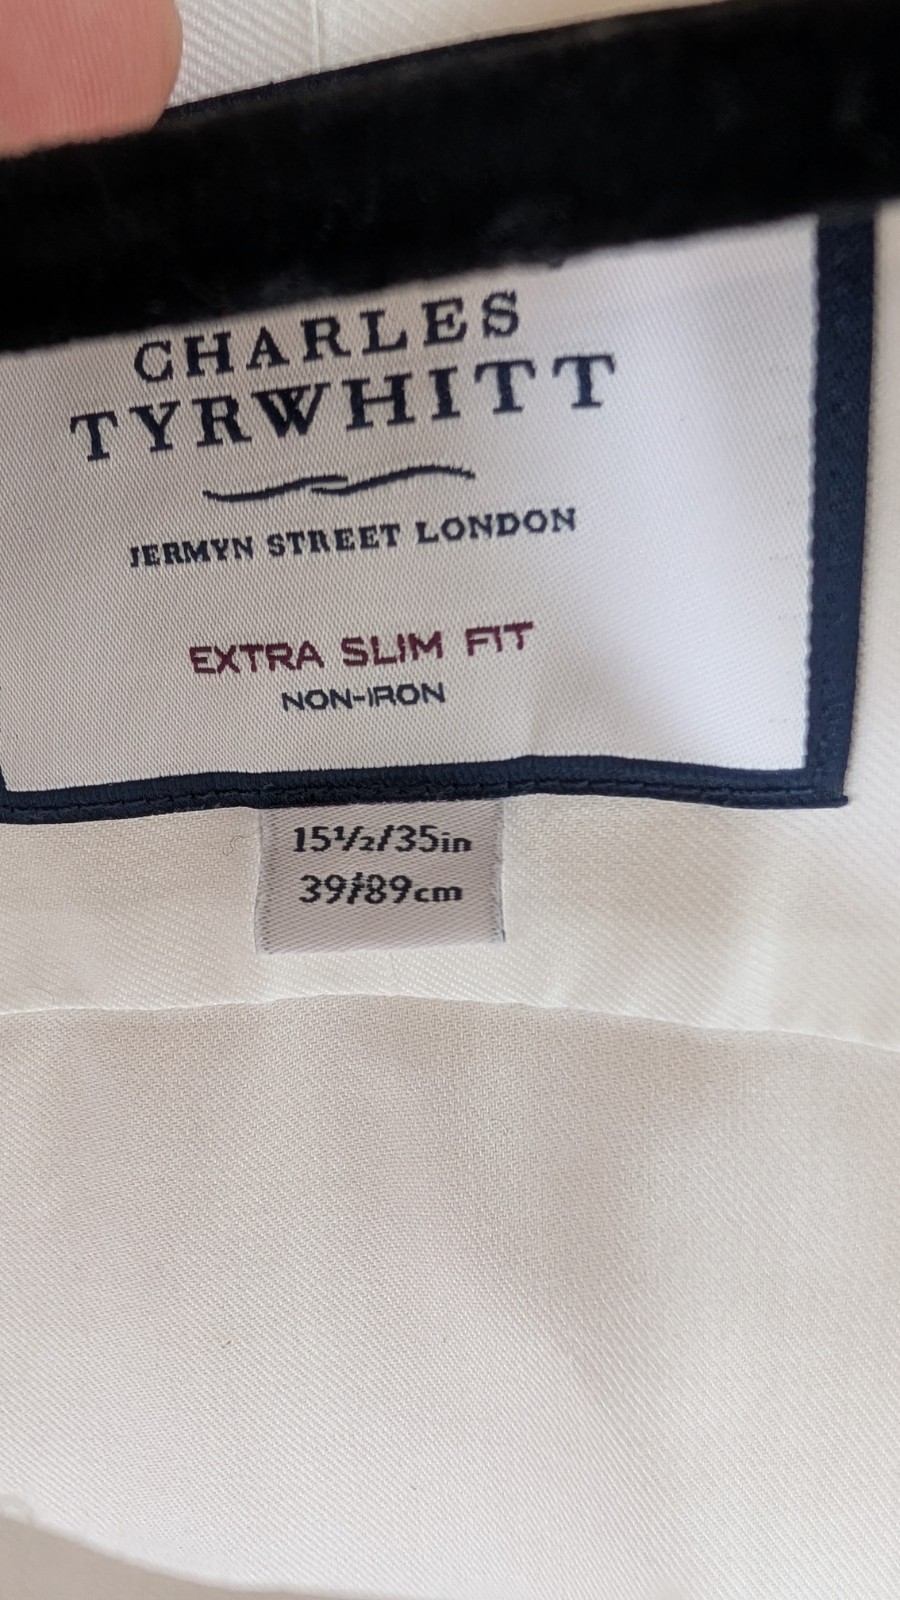 CHARLES
TYRWHITT
JERMYN STREET LONDON
EXTRA SLIM FIT
NON-IRON
15½/35in
39/89cm